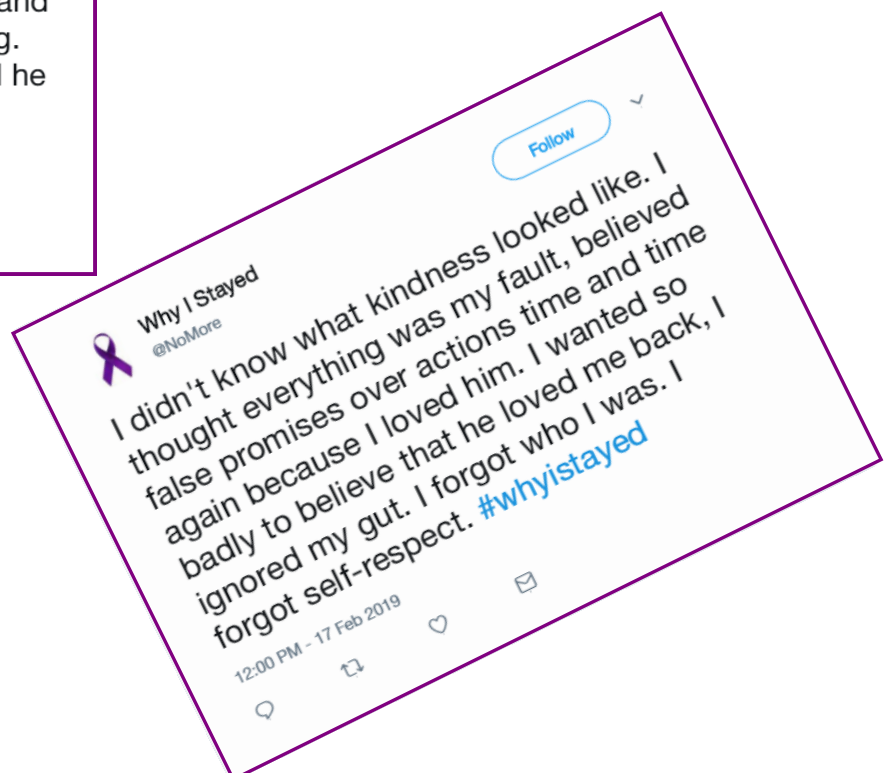 and
g.
he
Follow
Why I Stayed
@NoMore
I didn't know what kindness looked like. I
thought everything was my fault, believed
false promises over actions time and time
again because I loved him. I wanted so
badly to believe that he loved me back, I
ignored my gut. I forgot who I was. I
forgot self-respect. #whyistayed
12:00 PM - 17 Feb 2019